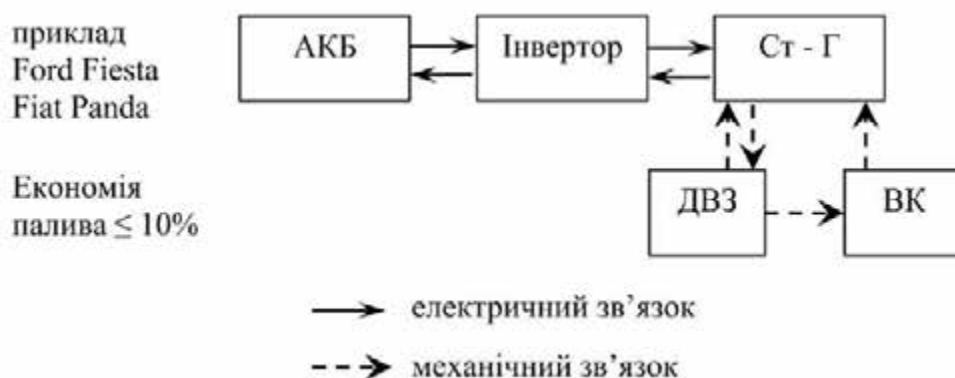 приклад
Ford Fiesta
Fiat Panda
АКБ
Інвертор
Ст - Г
Економія
палива ≤ 10%
ДВЗ
ВК
електричний зв’язок
механічний зв’язок